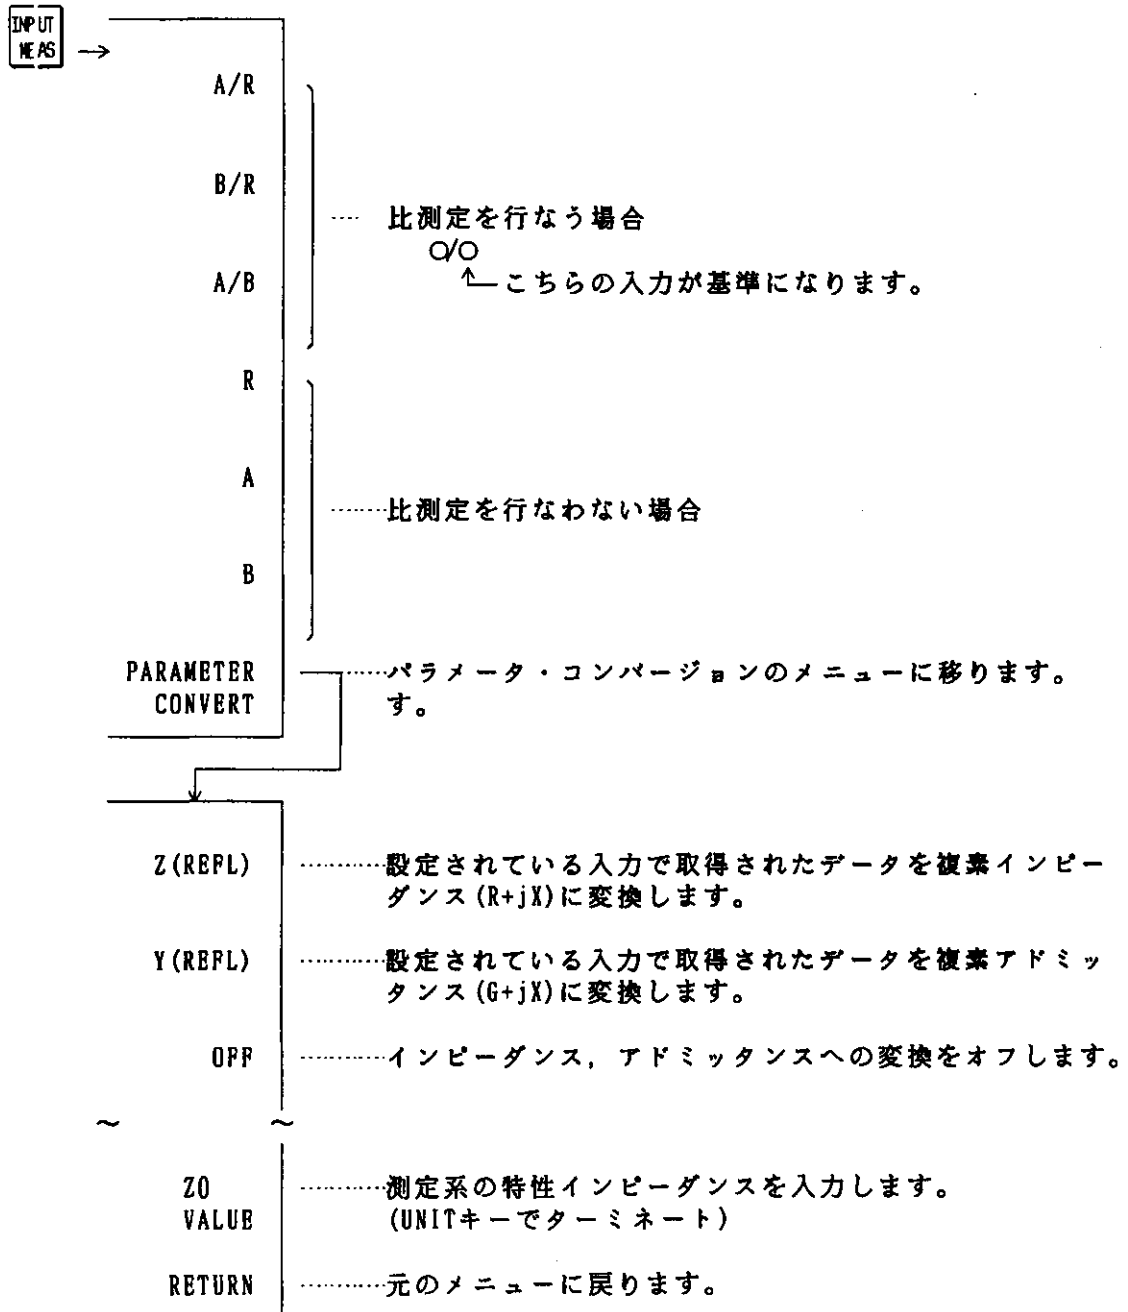 INPUT
MEAS →
A/R
B/R
‥‥ 比測定を行なう場合
○/○
A/B
こちらの入力が基準になります。
R
A
‥‥‥比測定を行なわない場合
B
PARAMETER ‥‥‥パラメータ・コンバージョンのメニューに移ります。
CONVERT す。
Z(REFL) ‥‥‥‥設定されている入力で取得されたデータを複素インピー
ダンス(R+jX)に変換します。
Y(REFL) ‥‥‥‥設定されている入力で取得されたデータを複素アドミッ
タンス(G+jX)に変換します。
OFF ‥‥‥‥インピーダンス, アドミッタンスへの変換をオフします。
~ ~
Z0 ‥‥‥‥測定系の特性インピーダンスを入力します。
VALUE (UNITキーでターミネート)
RETURN ‥‥‥‥元のメニューに戻ります。